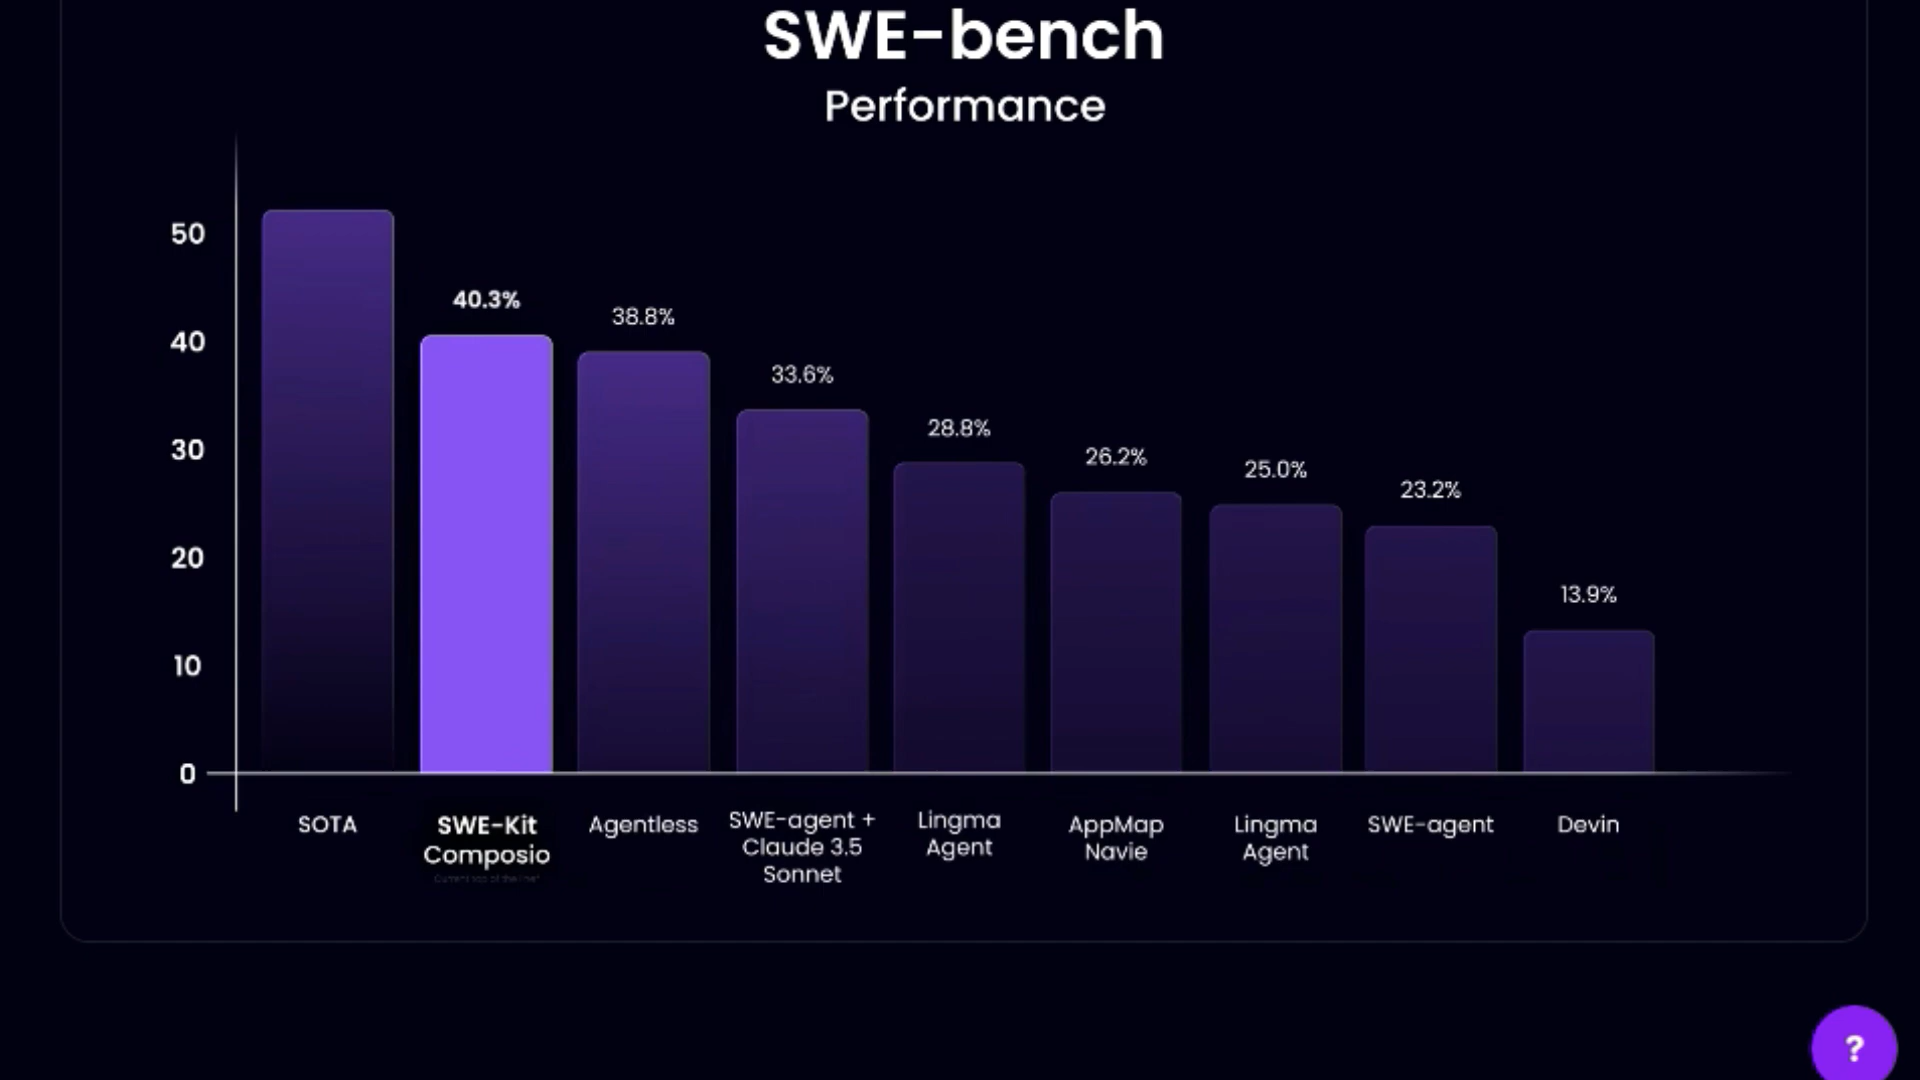 SWE-bench
Performance
50
40
30
20
10
0
40.3%
38.8%
33.6%
28.8%
26.2%
25.0%
23.2%
13.9%
SOTA
SWE-Kit
Composio
Agentless
SWE-agent +
Claude 3.5
Sonnet
Lingma
Agent
AppMap
Navie
Lingma
Agent
SWE-agent
Devin
?